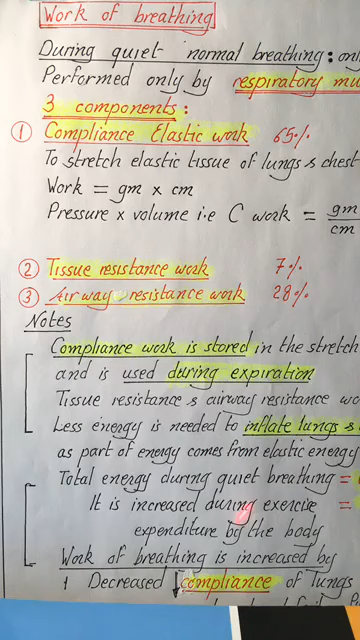 Work of breathing
During quiet normal breathing: on
Performed only by respiratory mu
3 components:
① Compliance Elastic work 65%
To stretch elastic tissue of lungs & chest
Work = gm x cm
Pressure x volume i.e C work = gm
cm
② Tissue resistance work 7%
③ Airway resistance work 28%
Notes
Compliance work is stored in the stretch
and is used during expiration
Tissue resistance & airway resistance wo
Less energy is needed to inflate lungs &
as part of energy comes from elastic energy
Total energy during quiet breathing =
It is increased during exercise =
expenditure by the body
Work of breathing is increased by
1 Decreased ↓ compliance of lungs